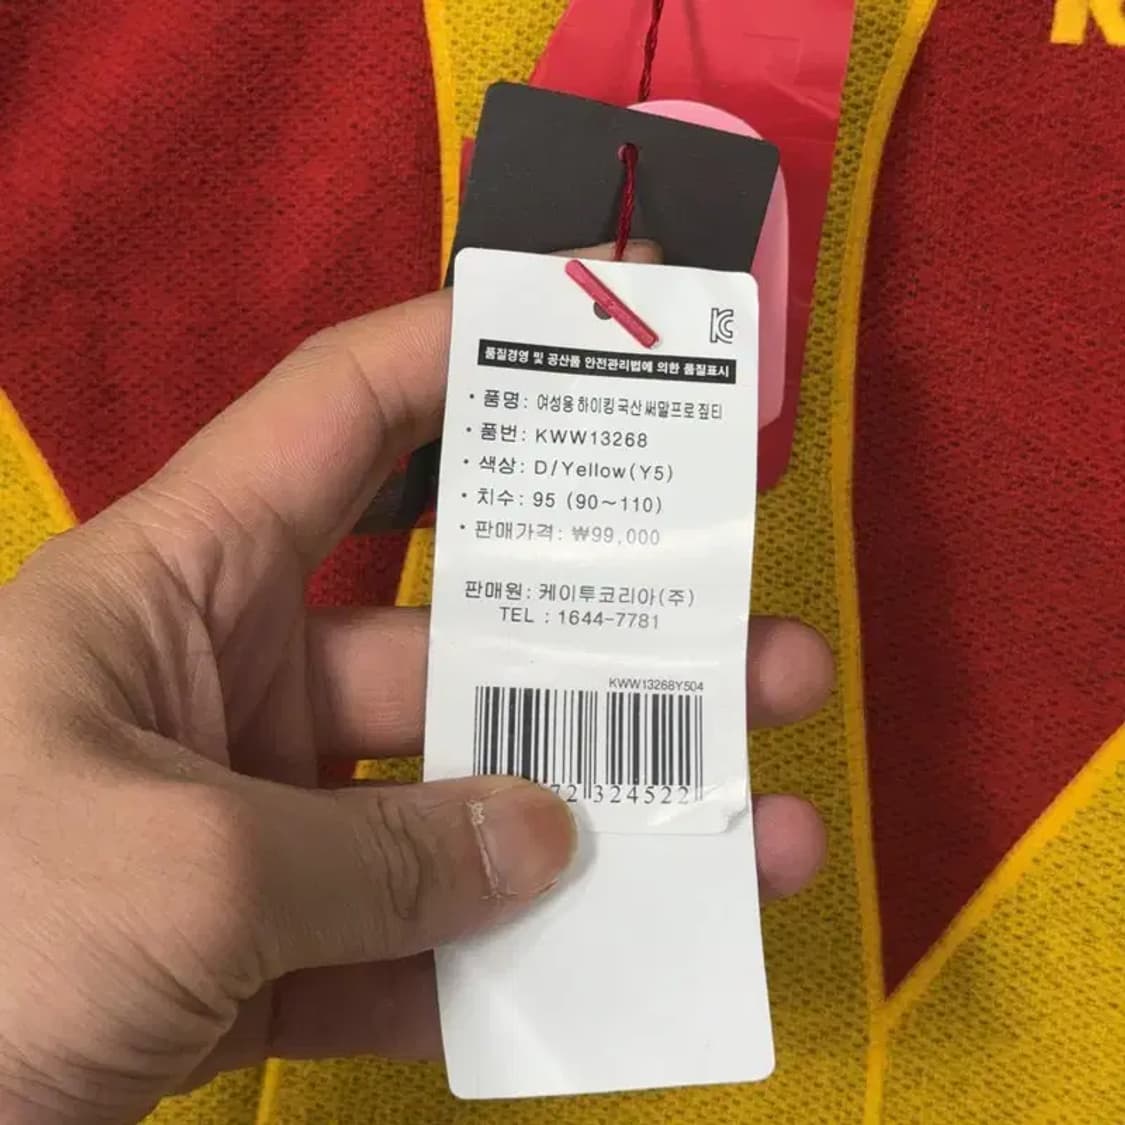 품질경영 및 공산품 안전관리법에 의한 품질표시
• 품명: 여성용 하이킹 국산 써말프로 짚티
• 품번: KWW13268
• 색상: D/Yellow(Y5)
• 치수: 95 (90~110)
• 판매가격: ₩99,000
판매원: 케이투코리아(주)
TEL : 1644-7781
KWW13268Y504
72 324522